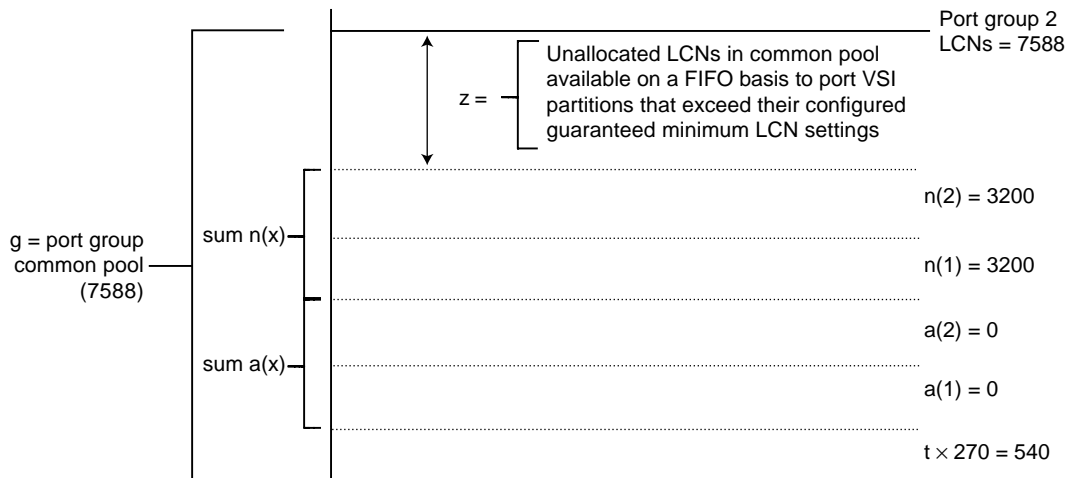 Port group 2
LCNs = 7588
Unallocated LCNs in common pool
available on a FIFO basis to port VSI
partitions that exceed their configured
guaranteed minimum LCN settings
z =
n(2) = 3200
sum n(x)
g = port group
common pool
(7588)
n(1) = 3200
a(2) = 0
sum a(x)
a(1) = 0
t × 270 = 540